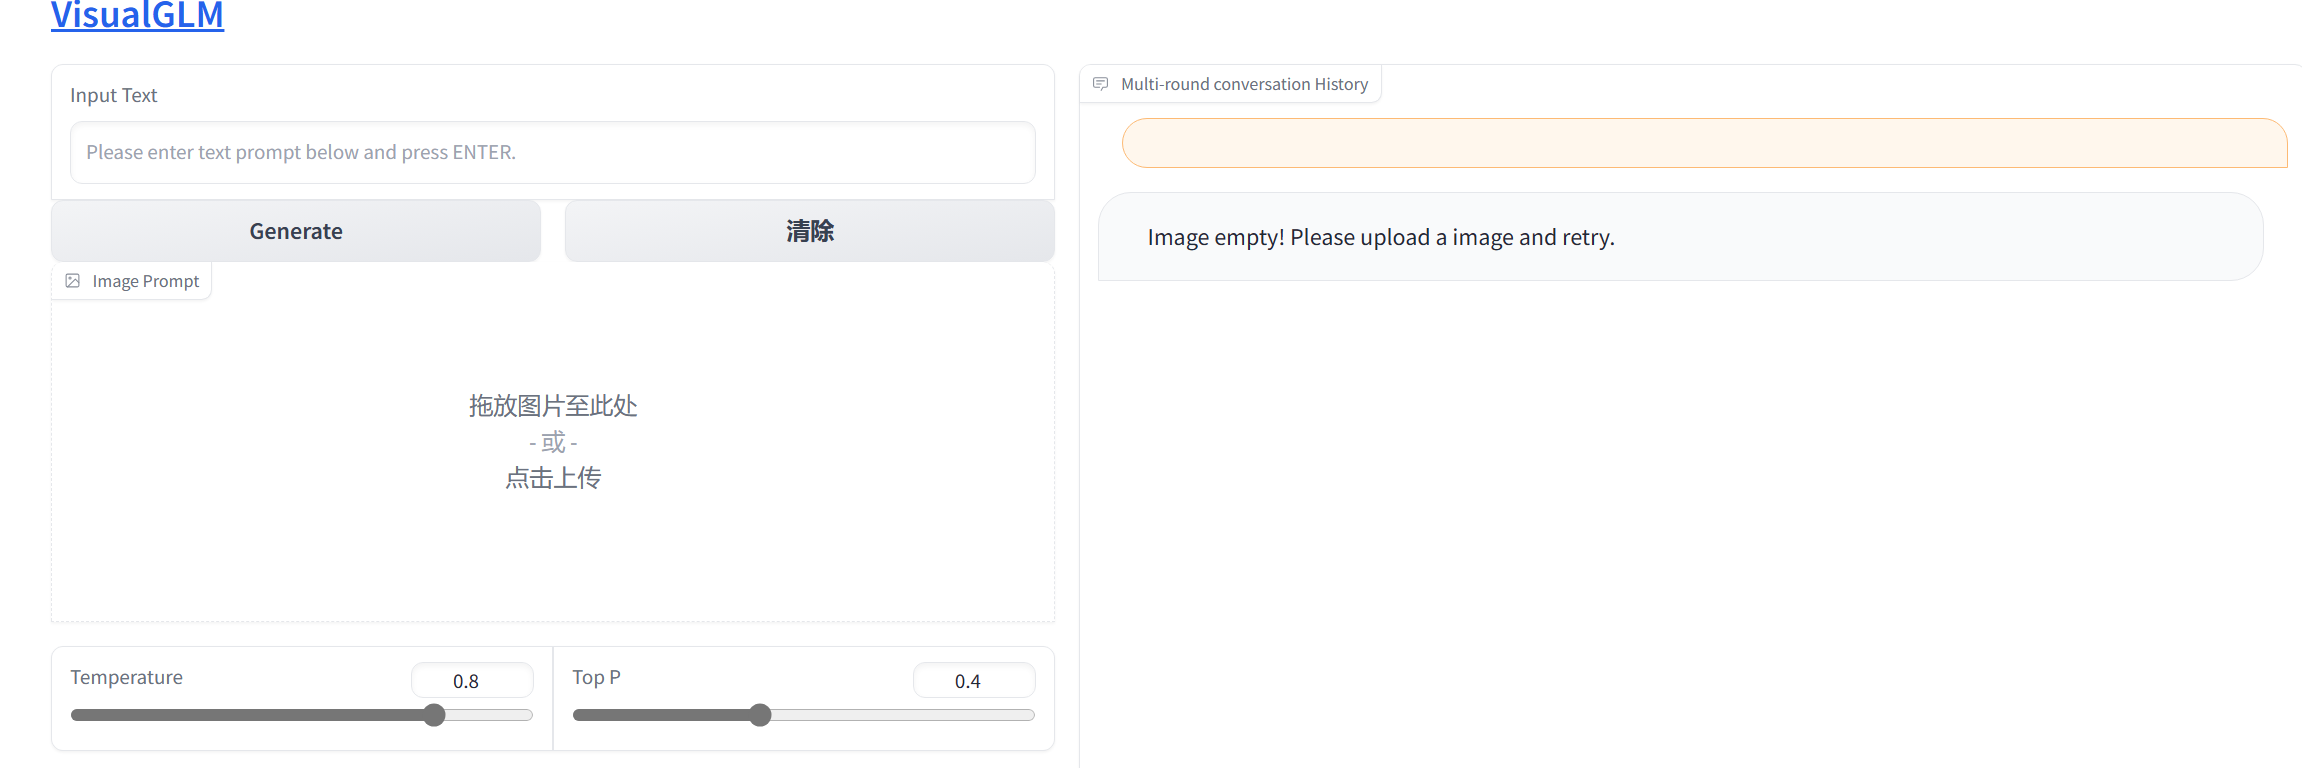 VisualGLM
Input Text
Please enter text prompt below and press ENTER.
Generate
清除
Image Prompt
拖放图片至此处
- 或 -
点击上传
Temperature
0.8
Top P
0.4
Multi-round conversation History
Image empty! Please upload a image and retry.